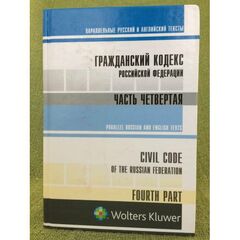 ПАРАЛЛЕЛЬНЫЕ РУССКИЙ И АНГЛИЙСКИЙ ТЕКСТЫ
ГРАЖДАНСКИЙ КОДЕКС
РОССИЙСКОЙ ФЕДЕРАЦИИ
ЧАСТЬ ЧЕТВЕРТАЯ
PARALLEL RUSSIAN AND ENGLISH TEXTS
CIVIL CODE
OF THE RUSSIAN FEDERATION
FOURTH PART
Wolters Kluwer